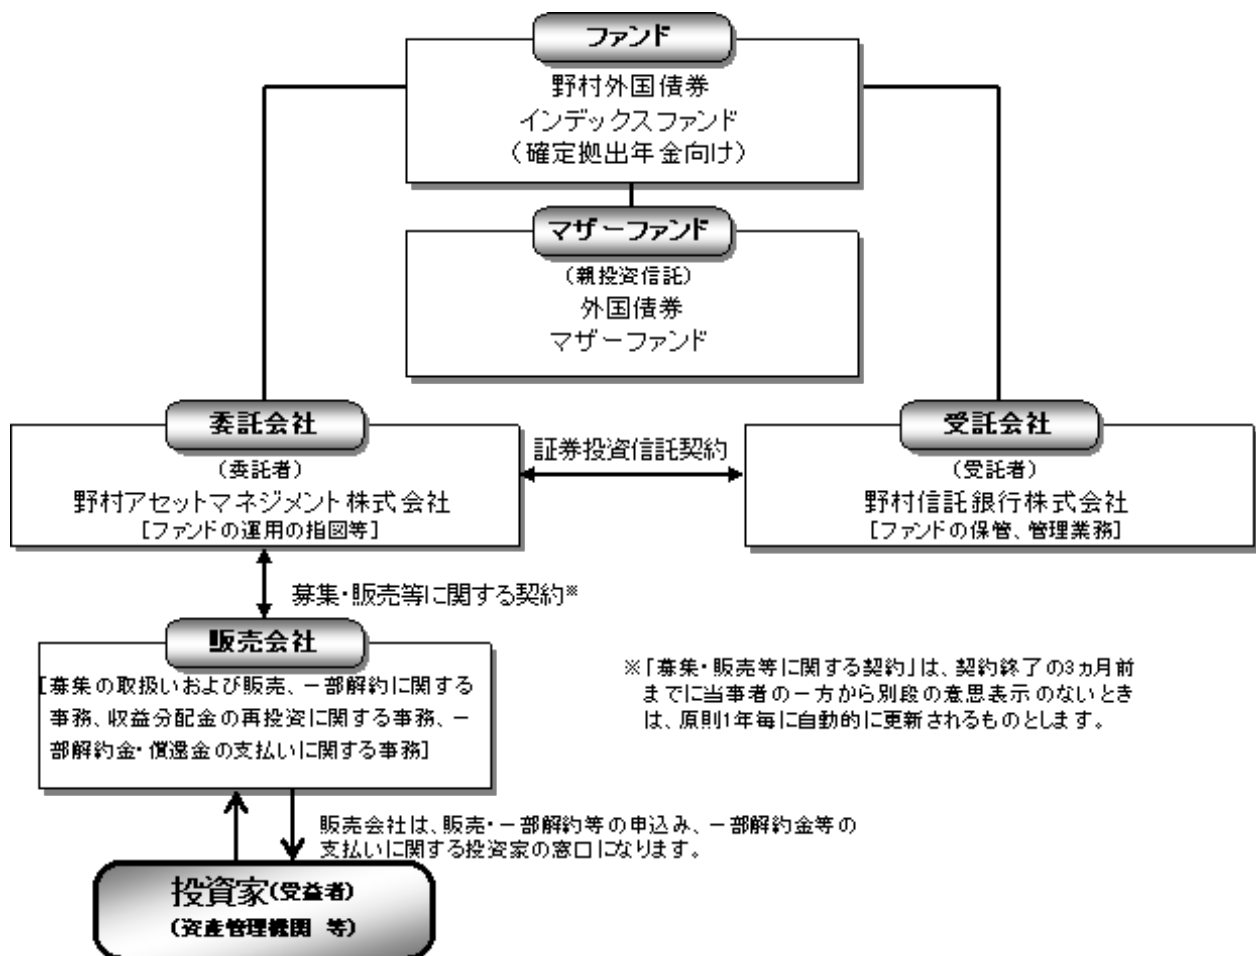 ファンド
野村外国債券
インデックスファンド
（確定拠出年金向け）
マザーファンド
（親投資信託）
外国債券
マザーファンド
委託会社
（委託者）
野村アセットマネジメント株式会社
［ファンドの運用の指図等］
証券投資信託契約
受託会社
（受託者）
野村信託銀行株式会社
［ファンドの保管、管理業務］
募集・販売等に関する契約※
販売会社
［募集の取扱いおよび販売、一部解約に関する
事務、収益分配金の再投資に関する事務、一
部解約金・償還金の支払いに関する事務］
※「募集・販売等に関する契約」は、契約終了の3ヵ月前
までに当事者の一方から別段の意思表示のないとき
は、原則1年毎に自動的に更新されるものとします。
販売会社は、販売・一部解約等の申込み、一部解約金等の
支払いに関する投資家の窓口になります。
投資家（受益者）
（資産管理機関 等）